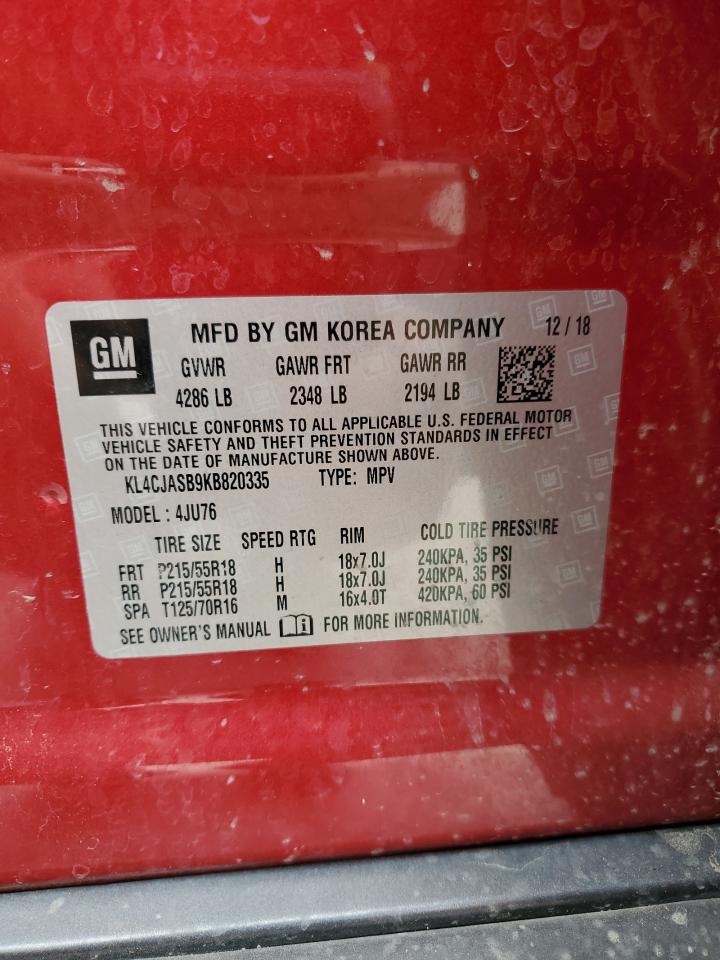 GM MFD BY GM KOREA COMPANY 12 / 18
GVWR GAWR FRT GAWR RR
4286 LB 2348 LB 2194 LB
THIS VEHICLE CONFORMS TO ALL APPLICABLE U.S. FEDERAL MOTOR
VEHICLE SAFETY AND THEFT PREVENTION STANDARDS IN EFFECT
ON THE DATE OF MANUFACTURE SHOWN ABOVE.
KL4CJASB9KB820335 TYPE: MPV
MODEL : 4JU76
TIRE SIZE SPEED RTG RIM COLD TIRE PRESSURE
FRT P215/55R18 H 18x7.0J 240KPA, 35 PSI
RR P215/55R18 H 18x7.0J 240KPA, 35 PSI
SPA T125/70R16 M 16x4.0T 420KPA, 60 PSI
SEE OWNER'S MANUAL i FOR MORE INFORMATION.